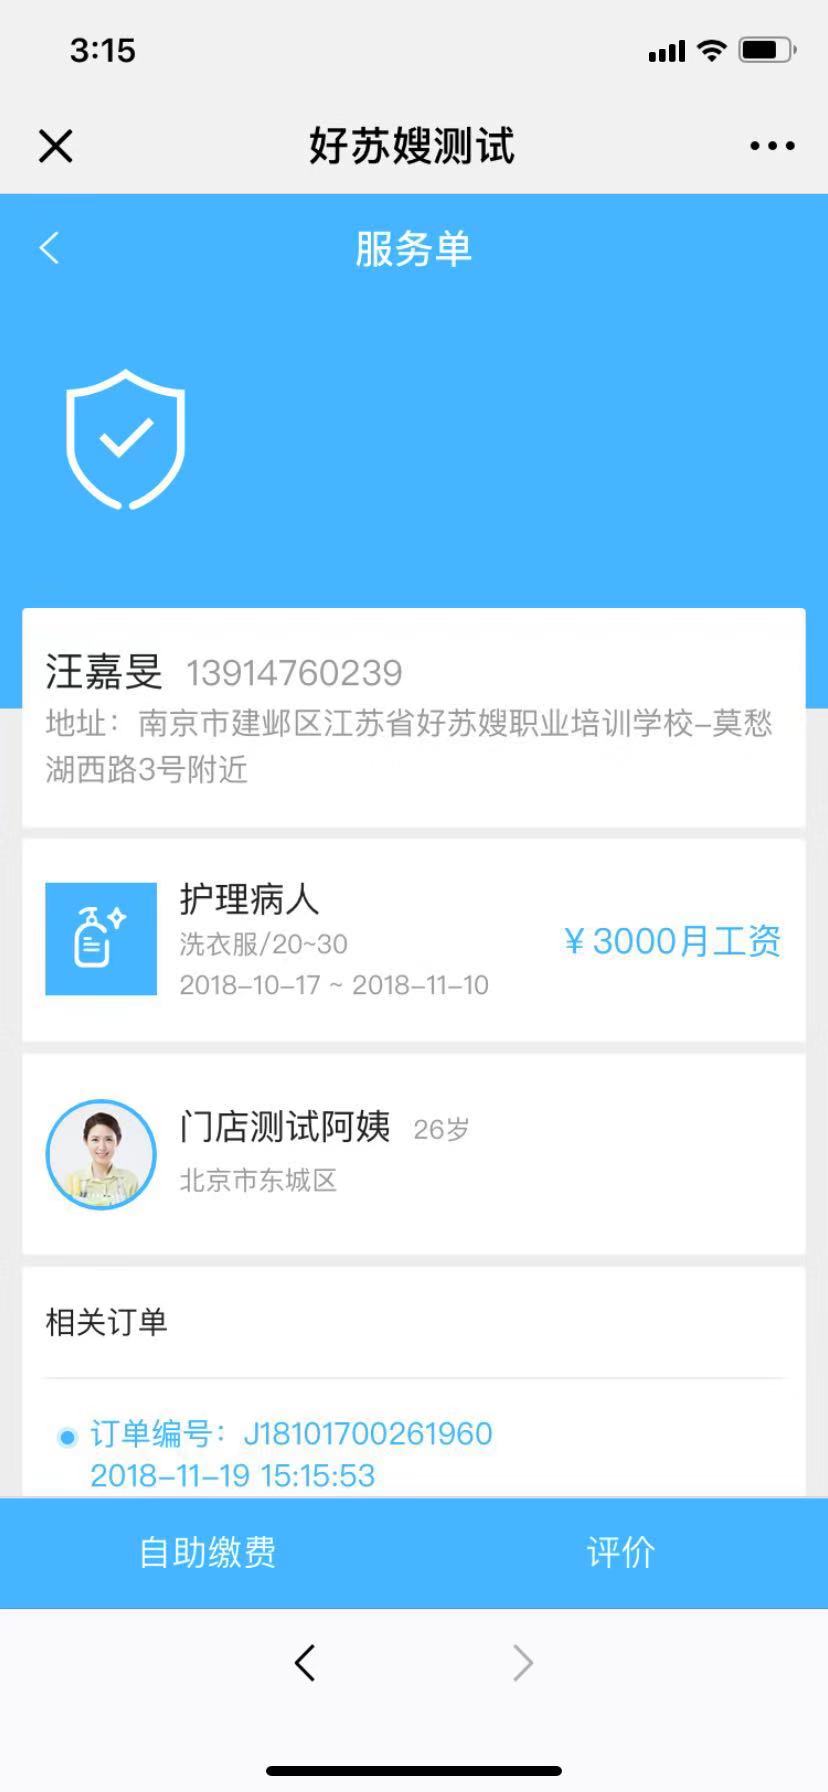 3:15
好苏嫂测试
服务单
汪嘉旻 13914760239
地址：南京市建邺区江苏省好苏嫂职业培训学校-莫愁
湖西路3号附近
护理病人
洗衣服/20~30
¥3000月工资
2018-10-17 ~ 2018-11-10
门店测试阿姨 26岁
北京市东城区
相关订单
订单编号：J18101700261960
2018-11-19 15:15:53
自助缴费
评价